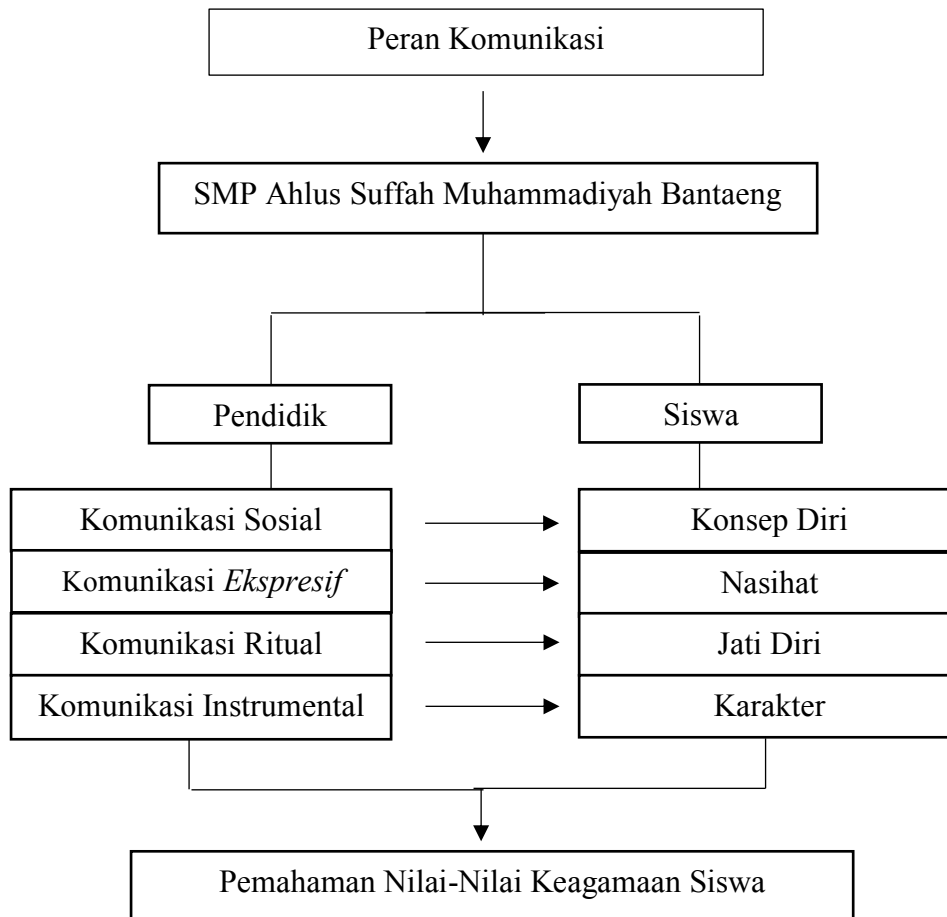 Peran Komunikasi
SMP Ahlus Suffah Muhammadiyah Bantaeng
Pendidik
Siswa
Komunikasi Sosial
Konsep Diri
Komunikasi Ekspresif
Nasihat
Komunikasi Ritual
Jati Diri
Komunikasi Instrumental
Karakter
Pemahaman Nilai-Nilai Keagamaan Siswa